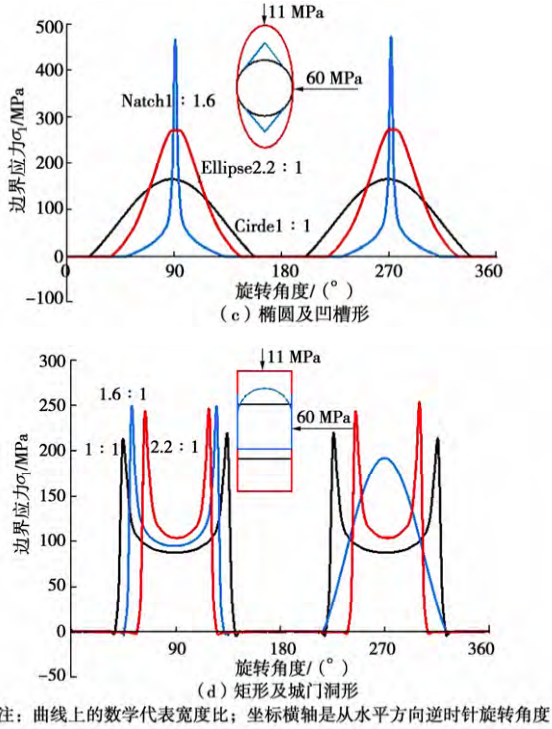 500
400
300
200
100
0
−100
边界应力σ₁/MPa
11 MPa
60 MPa
Natch1：1.6
Ellipse2.2：1
Cirde1：1
0 90 180 270 360
旋转角度/（°）
（c）椭圆及凹槽形
300
250
200
150
100
50
0
−50
边界应力σ₁/MPa
11 MPa
60 MPa
1.6：1
1：1
2.2：1
90 180 270 360
旋转角度/（°）
（d）矩形及城门洞形
注：曲线上的数学代表宽度比；坐标横轴是从水平方向逆时针旋转角度